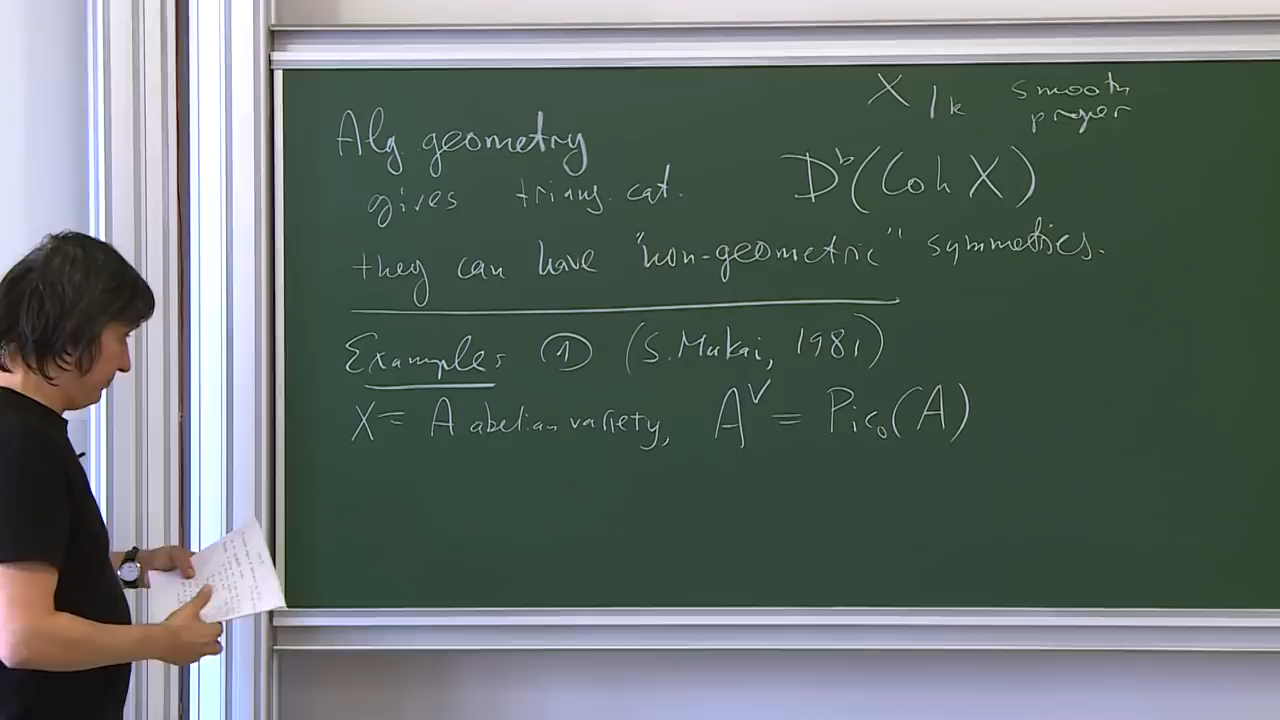 X /k smooth
proper
Alg geometry
gives triang. cat. D^b(Coh X)
they can have "non-geometric" symmetries.
Examples ① (S. Mukai, 1981)
X = A abelian variety, A^∨ = Pic₀(A)